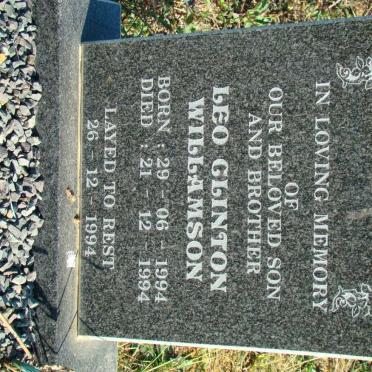 IN LOVING MEMORY
OF
OUR BELOVED SON
AND BROTHER
LEO CLINTON
WILLAMSON
BORN : 29 - 06 - 1994
DIED : 21 - 12 - 1994
LAYED TO REST
26 - 12 - 1994